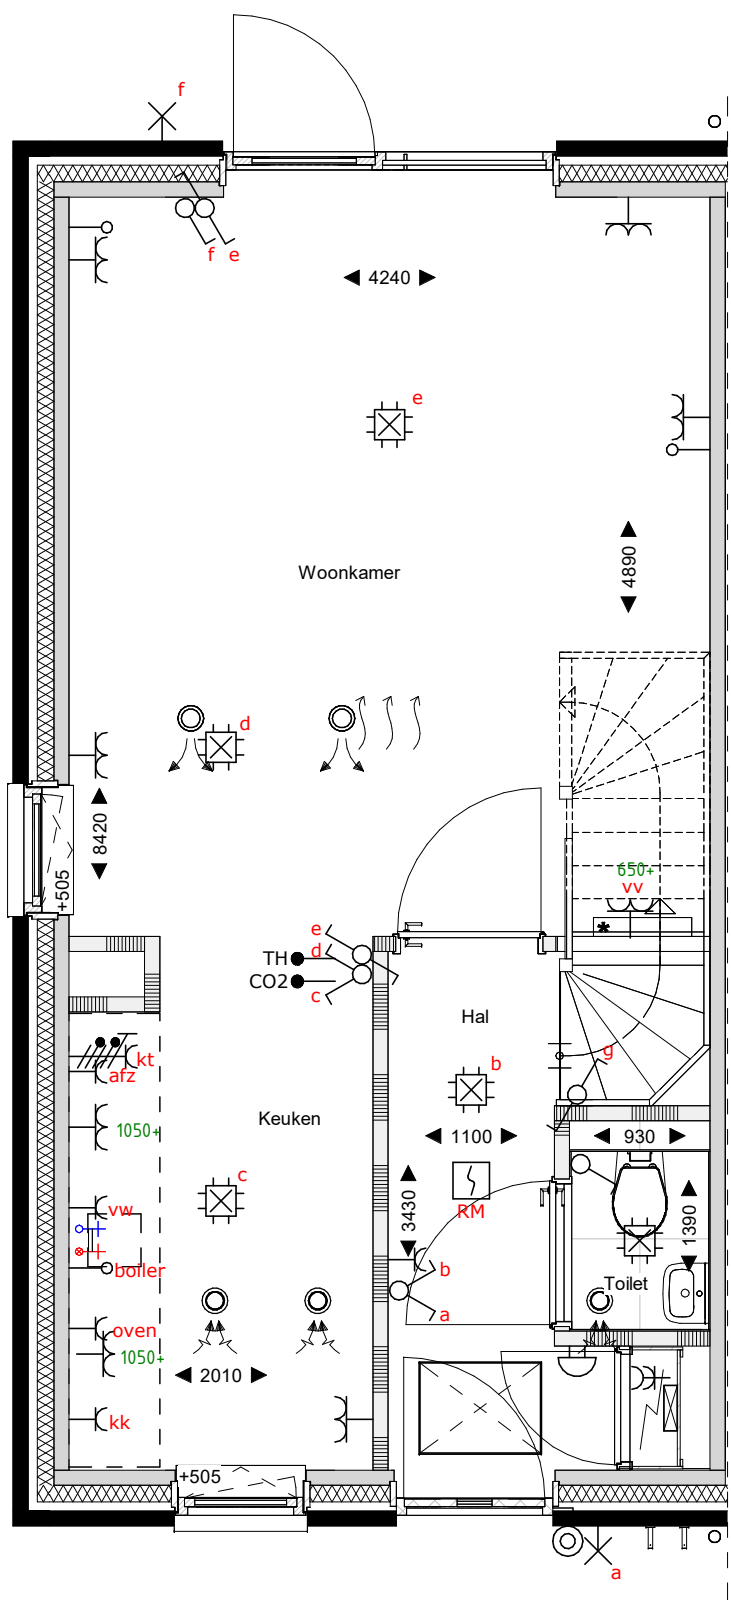 f
f e
4240
e
4890
Woonkamer
d
8420
+505
650+
vv
*
e
TH
d
CO2
c
Hal
g
kt
afz
b
1050+
Keuken
1100
930
c
vw
RM
3430
1390
boiler
b
Toilet
a
oven
1050+
2010
kk
+505
a